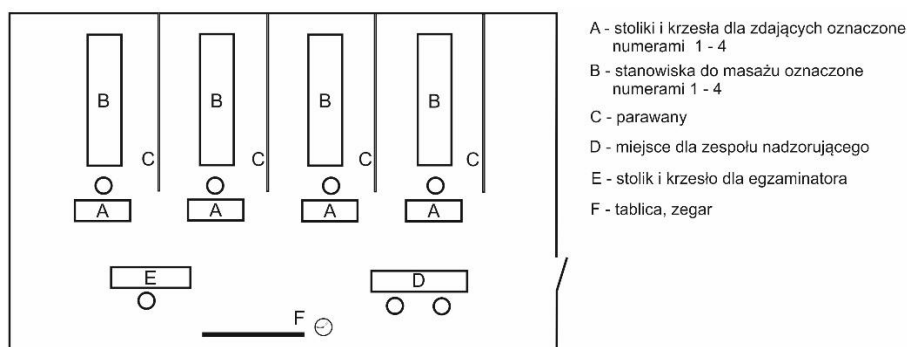 B
B
B
B
C
C
C
C
A
A
A
A
E
D
F
A - stoliki i krzesła dla zdających oznaczone
numerami 1 - 4
B - stanowiska do masażu oznaczone
numerami 1 - 4
C - parawany
D - miejsce dla zespołu nadzorującego
E - stolik i krzesło dla egzaminatora
F - tablica, zegar